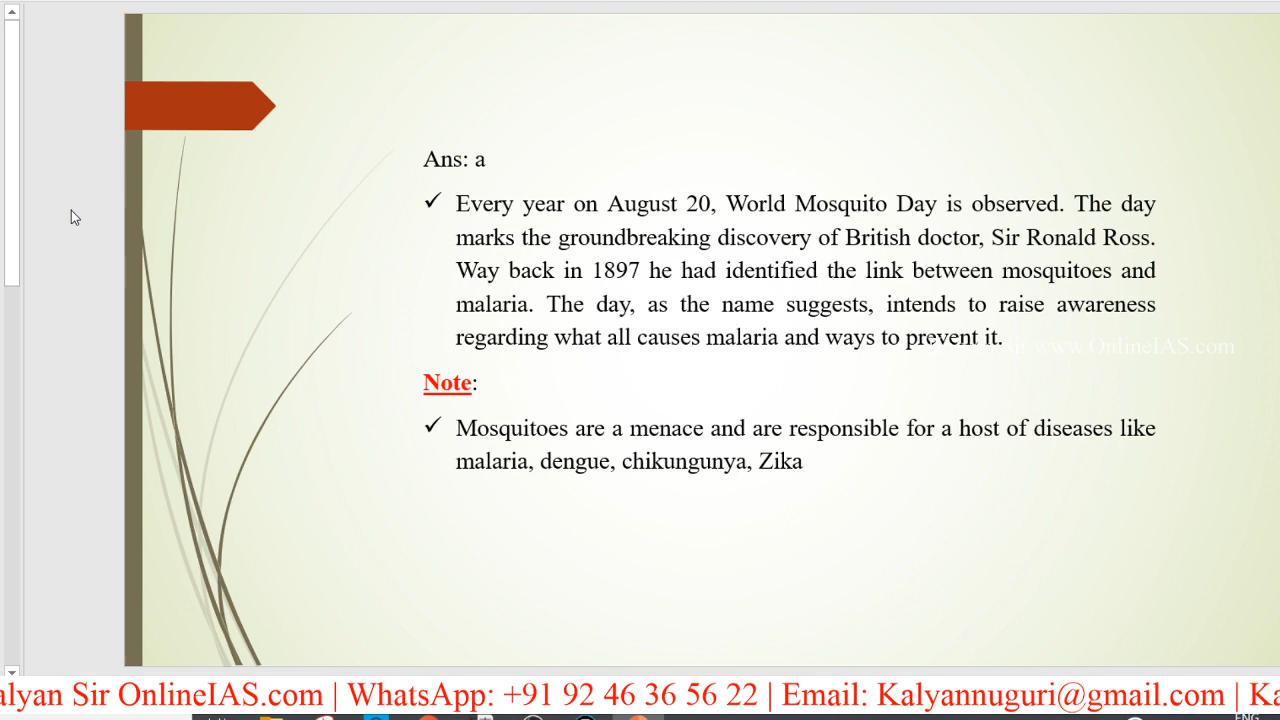 Ans: a
✓ Every year on August 20, World Mosquito Day is observed. The day
marks the groundbreaking discovery of British doctor, Sir Ronald Ross.
Way back in 1897 he had identified the link between mosquitoes and
malaria. The day, as the name suggests, intends to raise awareness
regarding what all causes malaria and ways to prevent it.
www.OnlineIAS.com
Note:
✓ Mosquitoes are a menace and are responsible for a host of diseases like
malaria, dengue, chikungunya, Zika
alyan Sir OnlineIAS.com | WhatsApp: +91 92 46 36 56 22 | Email: Kalyannuguri@gmail.com | Ka
ENG